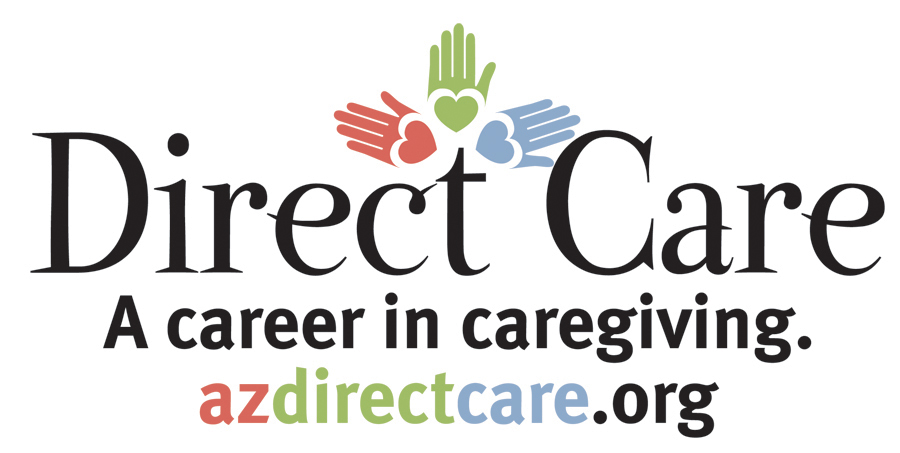 Direct Care
A career in caregiving.
azdirectcare.org